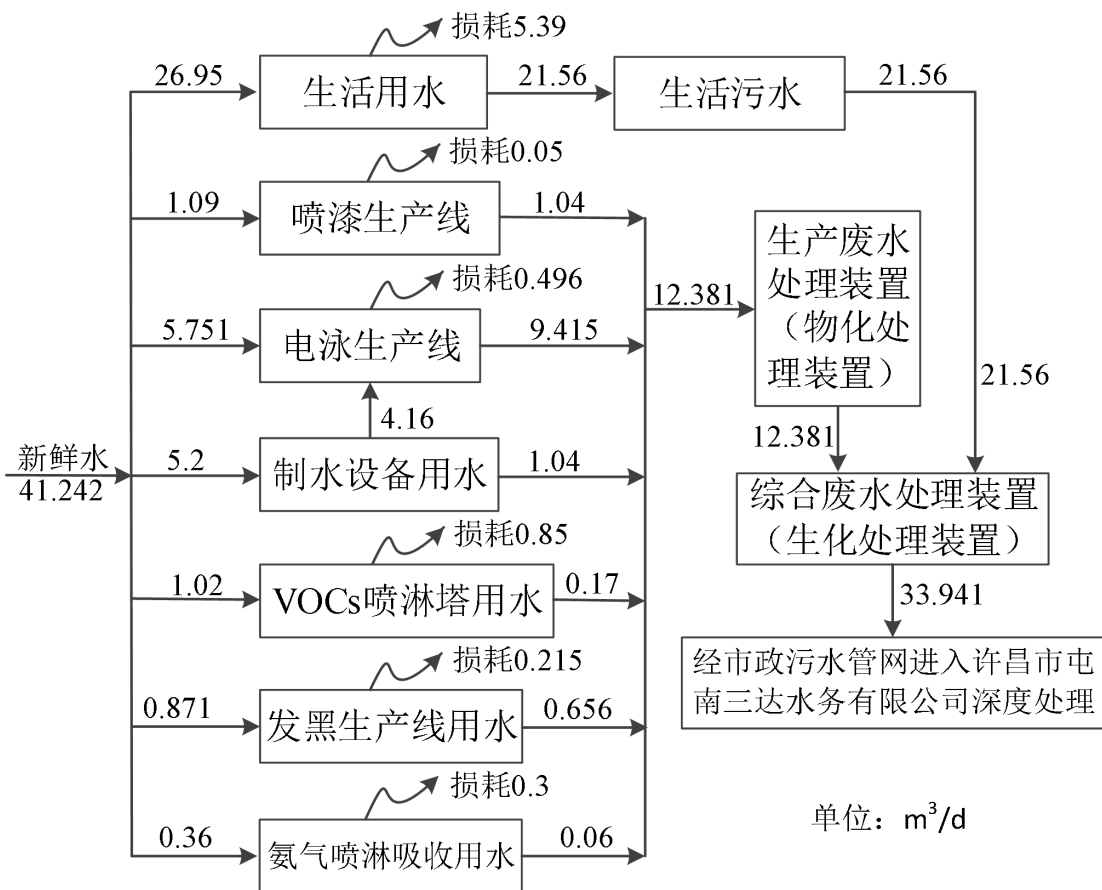 损耗5.39
26.95
生活用水
21.56
生活污水
21.56
损耗0.05
1.09
喷漆生产线
1.04
生产废水
处理装置
（物化处
理装置）
损耗0.496
12.381
5.751
电泳生产线
9.415
21.56
4.16
12.381
新鲜水
41.242
5.2
制水设备用水
1.04
综合废水处理装置
（生化处理装置）
损耗0.85
1.02
VOCs喷淋塔用水
0.17
33.941
损耗0.215
经市政污水管网进入许昌市屯
南三达水务有限公司深度处理
0.871
发黑生产线用水
0.656
损耗0.3
0.36
氨气喷淋吸收用水
0.06
单位：m³/d